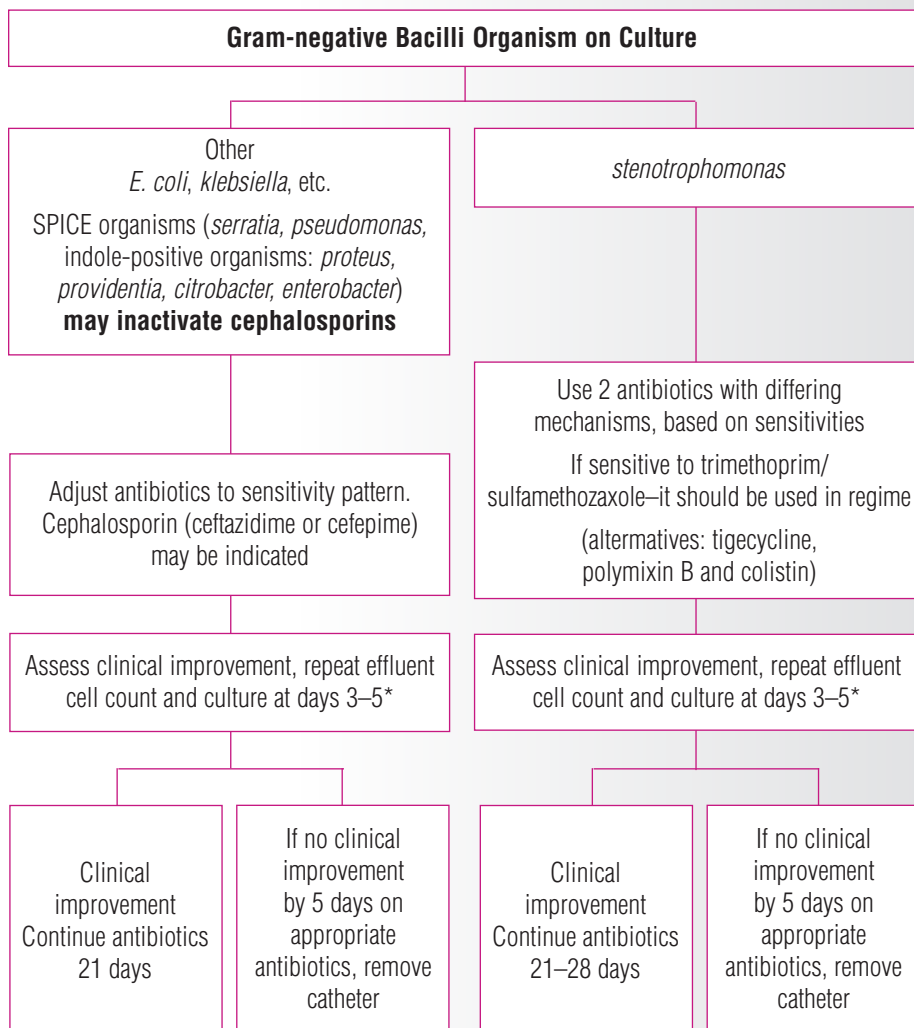 Gram-negative Bacilli Organism on Culture
Other
E. coli, klebsiella, etc.
SPICE organisms (serratia, pseudomonas,
indole-positive organisms: proteus,
providentia, citrobacter, enterobacter)
may inactivate cephalosporins
stenotrophomonas
Adjust antibiotics to sensitivity pattern.
Cephalosporin (ceftazidime or cefepime)
may be indicated
Use 2 antibiotics with differing
mechanisms, based on sensitivities
If sensitive to trimethoprim/
sulfamethozaxole–it should be used in regime
(altermatives: tigecycline,
polymixin B and colistin)
Assess clinical improvement, repeat effluent
cell count and culture at days 3–5*
Assess clinical improvement, repeat effluent
cell count and culture at days 3–5*
Clinical
improvement
Continue antibiotics
21 days
If no clinical
improvement
by 5 days on
appropriate
antibiotics, remove
catheter
Clinical
improvement
Continue antibiotics
21–28 days
If no clinical
improvement
by 5 days on
appropriate
antibiotics, remove
catheter